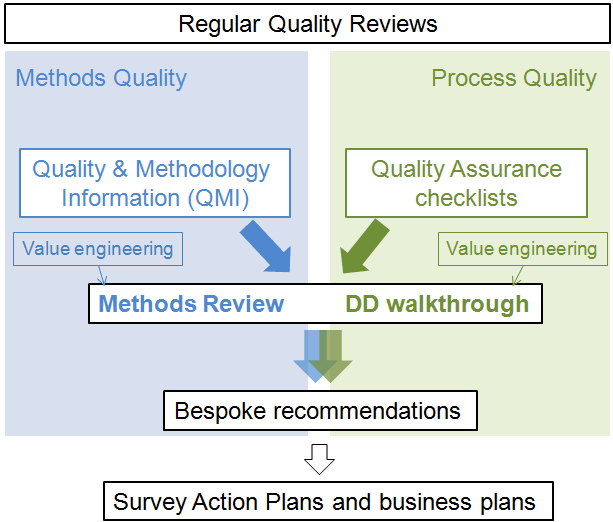 Regular Quality Reviews
Methods Quality
Process Quality
Quality & Methodology
Information (QMI)
Quality Assurance
checklists
Value engineering
Value engineering
Methods Review
DD walkthrough
Bespoke recommendations
Survey Action Plans and business plans